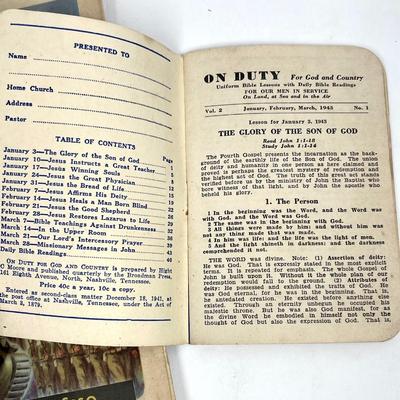 PRESENTED TO
Name
Home Church
Address
Pastor
TABLE OF CONTENTS
Page
January 3—The Glory of the Son of God
January 10—Jesus Instructs a Great Teacher
January 17—Jesus Winning Souls
January 24—Jesus the Great Physician
January 31—Jesus the Bread of Life
February 7—Jesus Affirms His Deity
February 14—Jesus Heals a Man Born Blind
February 21—Jesus the Good Shepherd
February 28—Jesus Restores Lazarus to Life
March 7—Bible Teachings Against Drunkenness
March 14—In the Upper Room
March 21—Our Lord's Intercessory Prayer
March 28—Missionary Messages in John
Daily Bible Readings
ON DUTY FOR GOD AND COUNTRY is prepared by Hight
C Moore and published quarterly by the Broadman Press,
161 Eighth Avenue, North, Nashville, Tennessee.
Price 40c a year, 10c a copy.
Entered as second-class matter December 18, 1941, at
the post office at Nashville, Tennessee, under the Act of
March 2, 1879.
ON DUTY For God and Country
Uniform Bible Lessons with Daily Bible Readings
FOR OUR MEN IN SERVICE
On Land, at Sea and in the Air
Vol. 2 January, February, March, 1943 No. 1
Lesson for January 3, 1943
THE GLORY OF THE SON OF GOD
Read John 1:1-18
Study John 1:1-14
The Fourth Gospel presents the incarnation as the back-
ground of the earthly life of the Son of God. The union
of deity and humanity in one person as here claimed and
proved is perhaps the greatest mystery of redemption and
the highest act of God. The truth of this great act stands
verified before us by the ministry of John the Baptist who
bore witness of that light, and by John the apostle who
beheld his glory.
1. The Person
1 In the beginning was the Word, and the Word was
with God, and the Word was God.
2 The same was in the beginning with God.
3 All things were made by him; and without him was
not any thing made that was made.
4 In him was life; and the life was the light of men.
5 And the light shineth in darkness; and the darkness
comprehended it not.
THE WORD was divine. Note: (1) Assertion of deity:
He was God. That is expressly stated in the most explicit
terms. It is repeated for emphasis. The whole Gospel of
John is built upon it. Without it the whole plan of our
redemption would fall to the ground. (2) Attributes of
deity: He possessed and exhibited the traits of God. He
was God eternal, for he was in the beginning. That is,
he antedated creation. He existed before anything else
existed. Through an eternity unbegun he occupied his
majestic throne. But he was also God manifest, for as
the divine Word he embodied in himself not only the
thought of God but also the expression of God. That is,